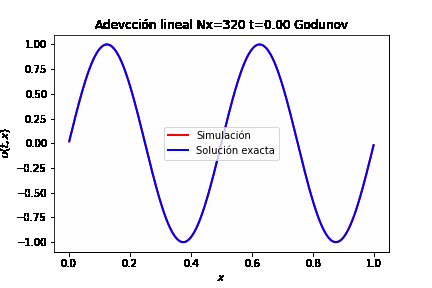 Adevcción lineal Nx=320 t=0.00 Godunov
1.00
0.75
0.50
0.25
0.00
−0.25
−0.50
−0.75
−1.00
u(t,x)
Simulación
Solución exacta
0.0 0.2 0.4 0.6 0.8 1.0
x